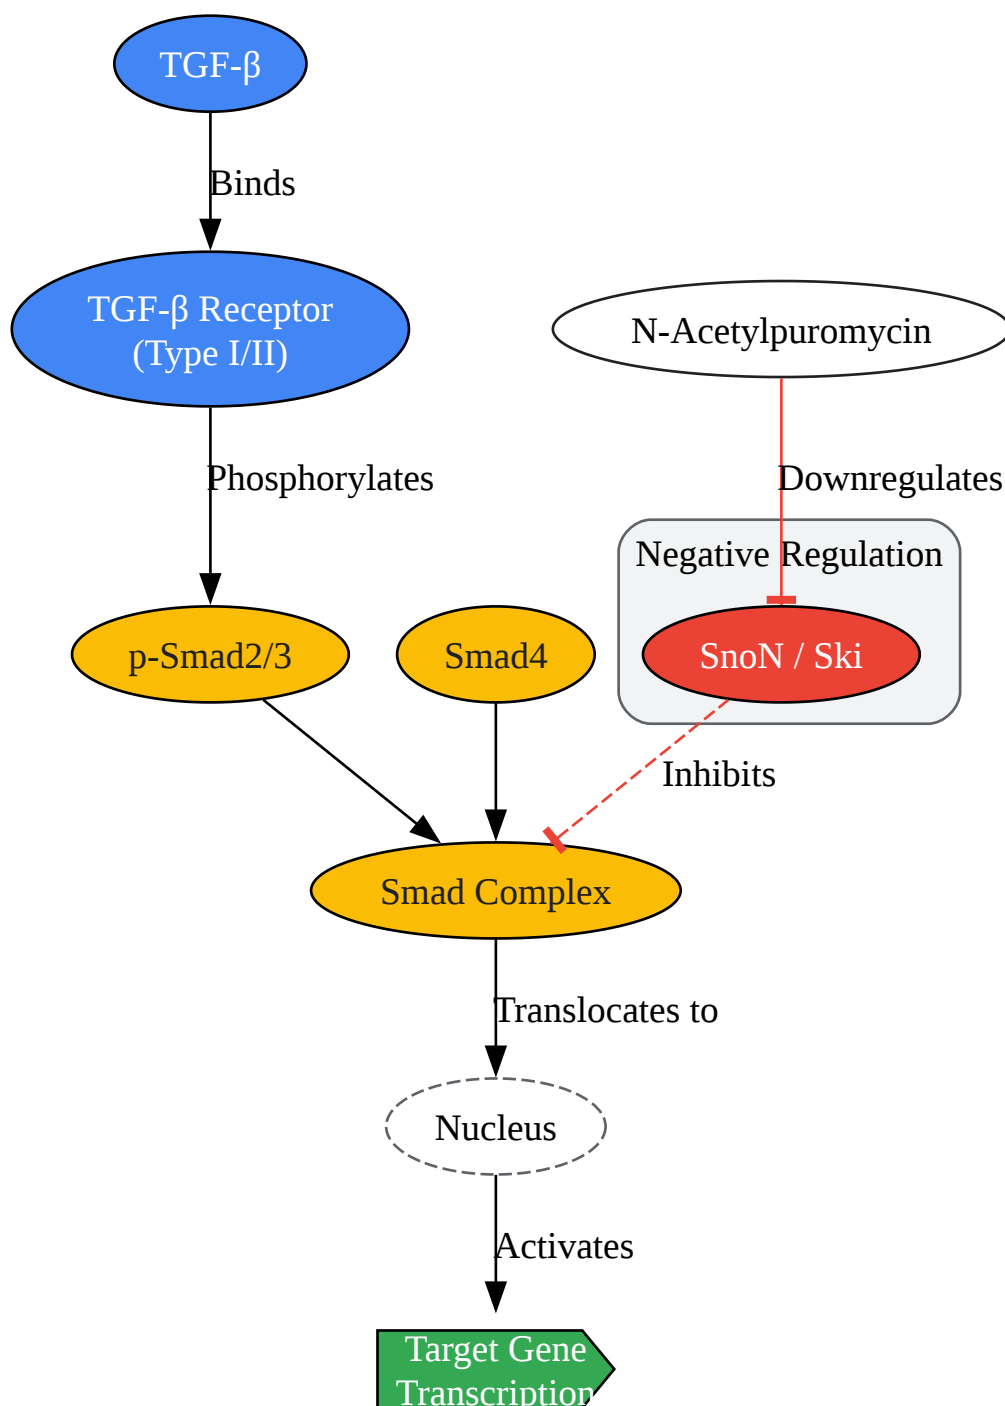 TGF-β
Binds
TGF-β Receptor
(Type I/II)
N-Acetylpuromycin
Phosphorylates
Downregulates
Negative Regulation
p-Smad2/3
Smad4
SnoN / Ski
Inhibits
Smad Complex
Translocates to
Nucleus
Activates
Target Gene
Transcription